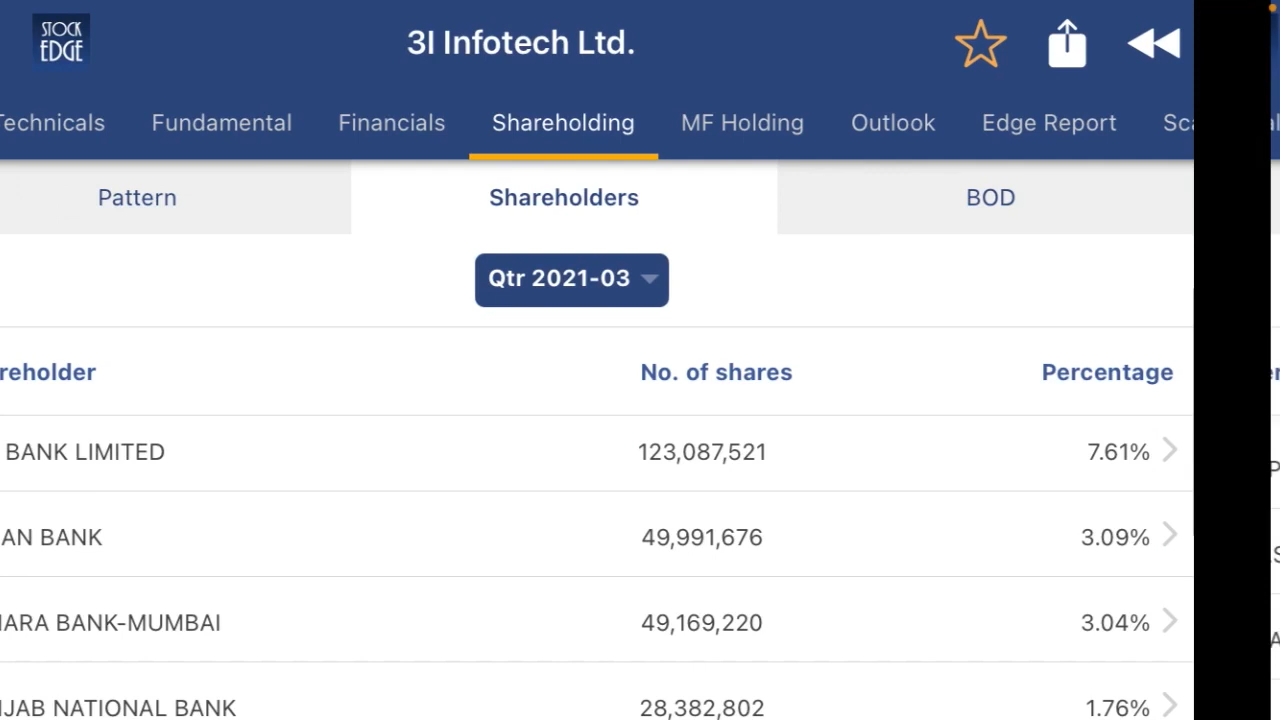 STOCK
EDGE
3I Infotech Ltd.
Technicals Fundamental Financials Shareholding MF Holding Outlook Edge Report
Pattern Shareholders BOD
Qtr 2021-03
reholder No. of shares Percentage
BANK LIMITED 123,087,521 7.61%
AN BANK 49,991,676 3.09%
ARA BANK-MUMBAI 49,169,220 3.04%
JAB NATIONAL BANK 28,382,802 1.76%